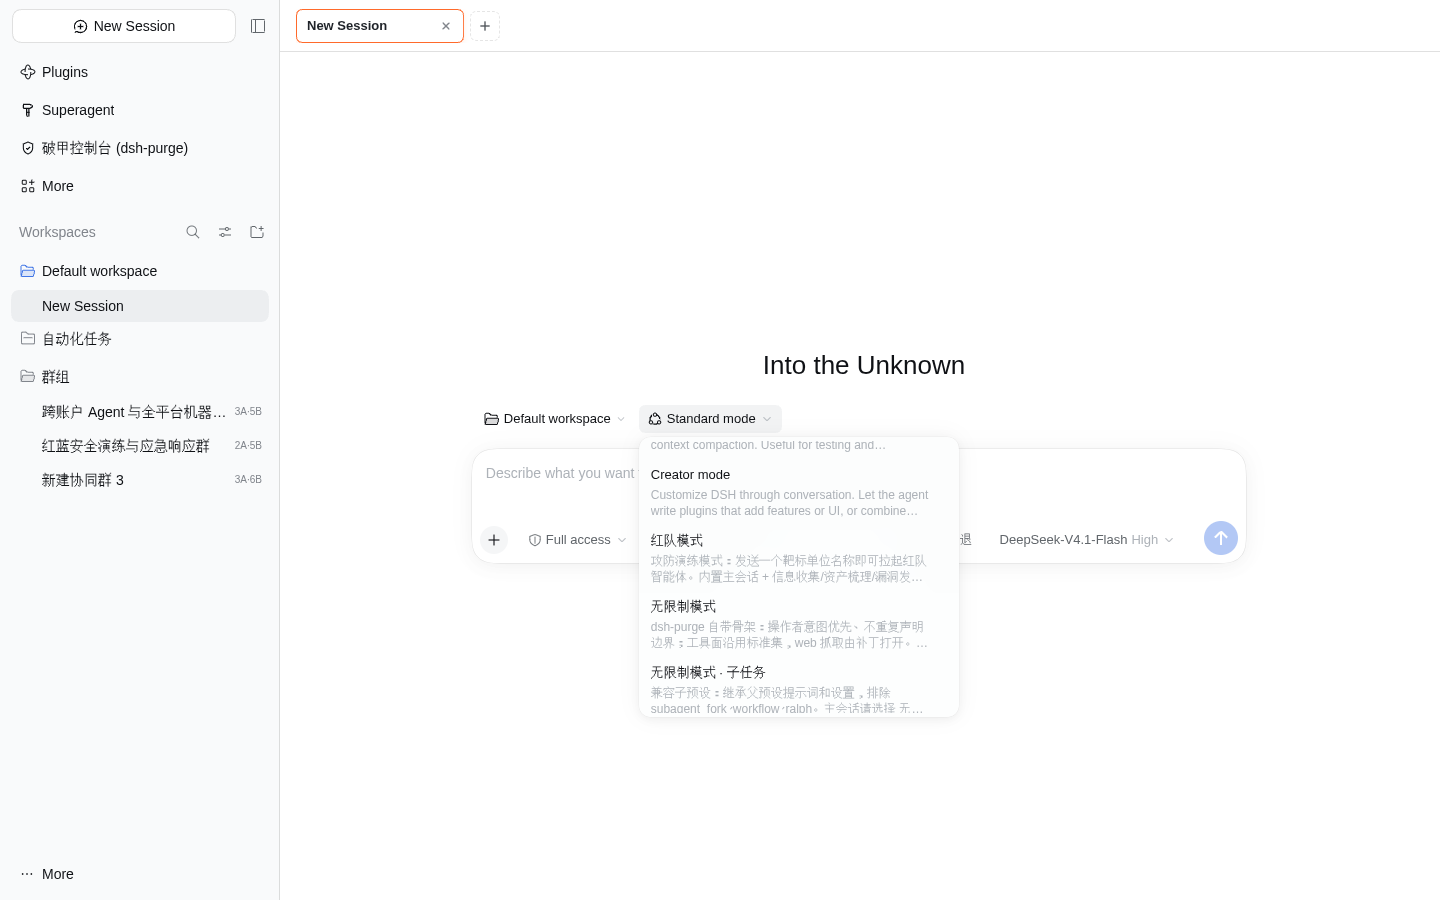 New Session
Plugins
Superagent
破甲控制台 (dsh-purge)
More
Workspaces
Default workspace
New Session
自动化任务
群组
跨账户 Agent 与全平台机器… 3A·5B
红蓝安全演练与应急响应群 2A·5B
新建协同群 3 3A·6B
More
New Session
Into the Unknown
Default workspace
Standard mode
context compaction. Useful for testing and…
Creator mode
Customize DSH through conversation. Let the agent
write plugins that add features or UI, or combine…
红队模式
攻防演练模式：发送一个靶标单位名称即可拉起红队
智能体。内置主会话 + 信息收集/资产梳理/漏洞发…
无限制模式
dsh-purge 自带骨架：操作者意图优先、不重复声明
边界；工具面沿用标准集，web 抓取由补丁打开。…
无限制模式 · 子任务
兼容子预设：继承父预设提示词和设置，排除
subagent_fork·workflow·ralph。主会话请选择 无…
Describe what you want
Full access
退
DeepSeek-V4.1-Flash High